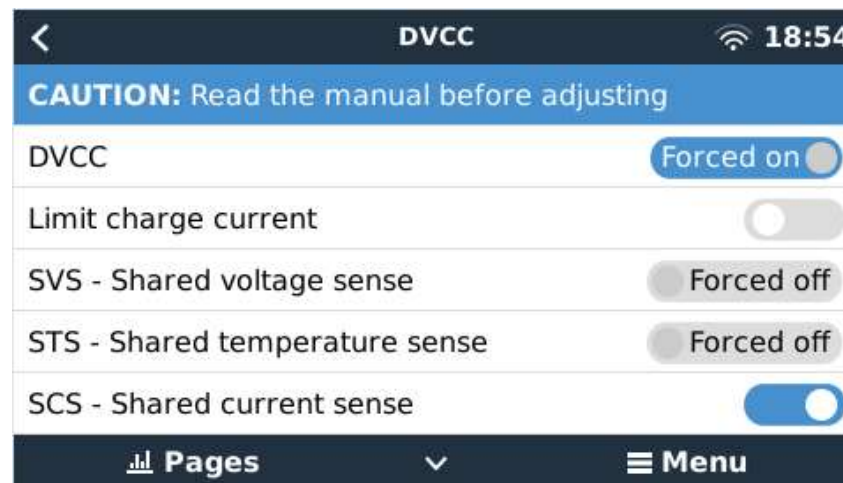 DVCC 18:54
CAUTION: Read the manual before adjusting
DVCC Forced on
Limit charge current
SVS - Shared voltage sense Forced off
STS - Shared temperature sense Forced off
SCS - Shared current sense
Pages Menu